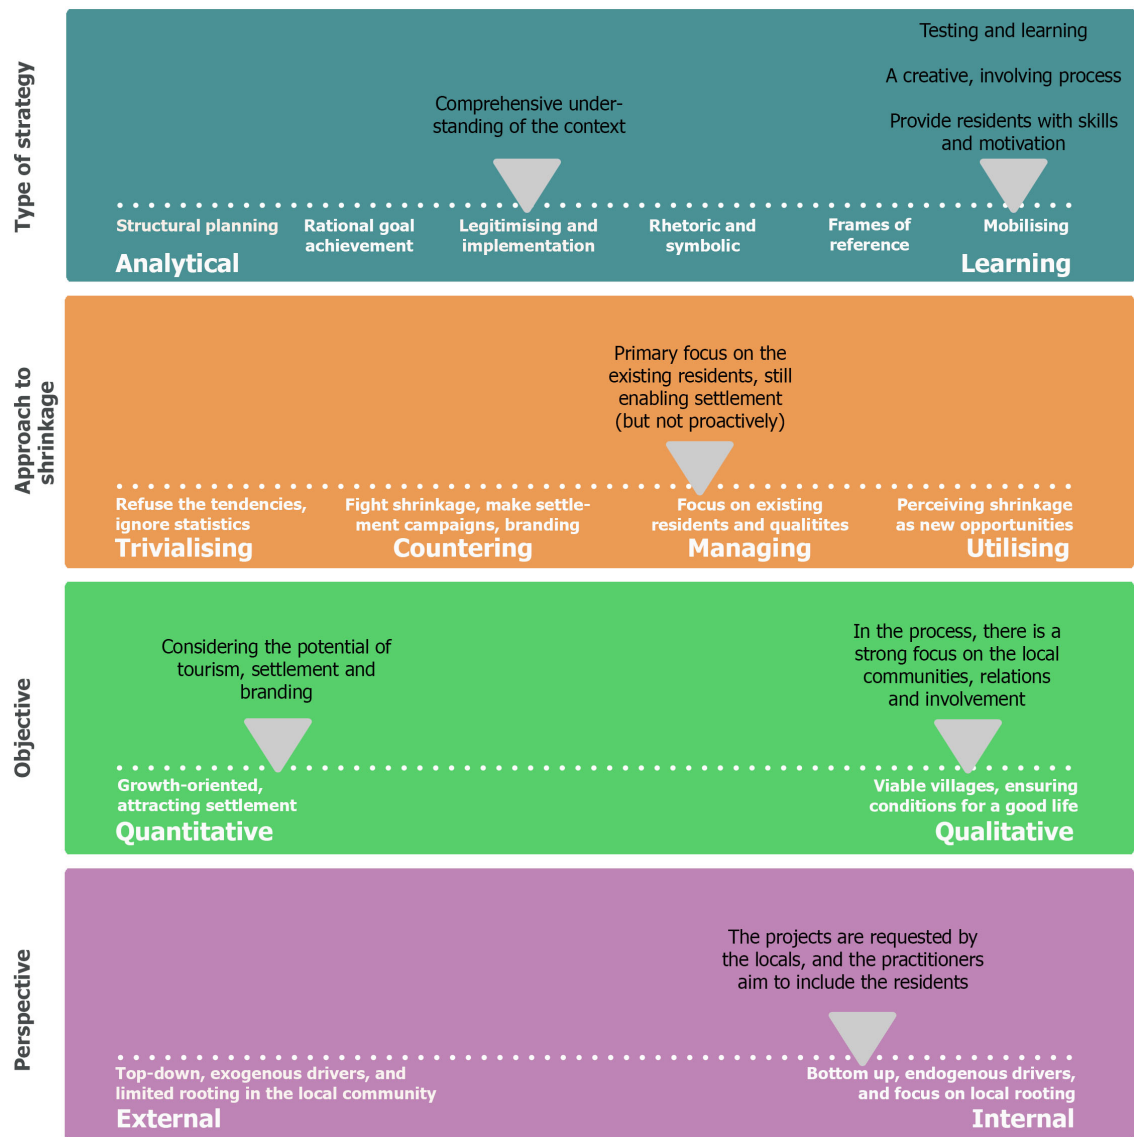 Type of strategy
Testing and learning
A creative, involving process
Provide residents with skills
and motivation
Comprehensive under-
standing of the context
Structural planning
Rational goal
achievement
Legitimising and
implementation
Rhetoric and
symbolic
Frames of
reference
Mobilising
Analytical
Learning
Approach to
shrinkage
Primary focus on the
existing residents, still
enabling settlement
(but not proactively)
Refuse the tendencies,
ignore statistics
Trivialising
Fight shrinkage, make settle-
ment campaigns, branding
Countering
Focus on existing
residents and qualitites
Managing
Perceiving shrinkage
as new opportunities
Utilising
Objective
Considering the potential of
tourism, settlement and
branding
In the process, there is a
strong focus on the local
communities, relations
and involvement
Growth-oriented,
attracting settlement
Quantitative
Viable villages, ensuring
conditions for a good life
Qualitative
Perspective
The projects are requested by
the locals, and the practitioners
aim to include the residents
Top-down, exogenous drivers, and
limited rooting in the local community
External
Bottom up, endogenous drivers,
and focus on local rooting
Internal